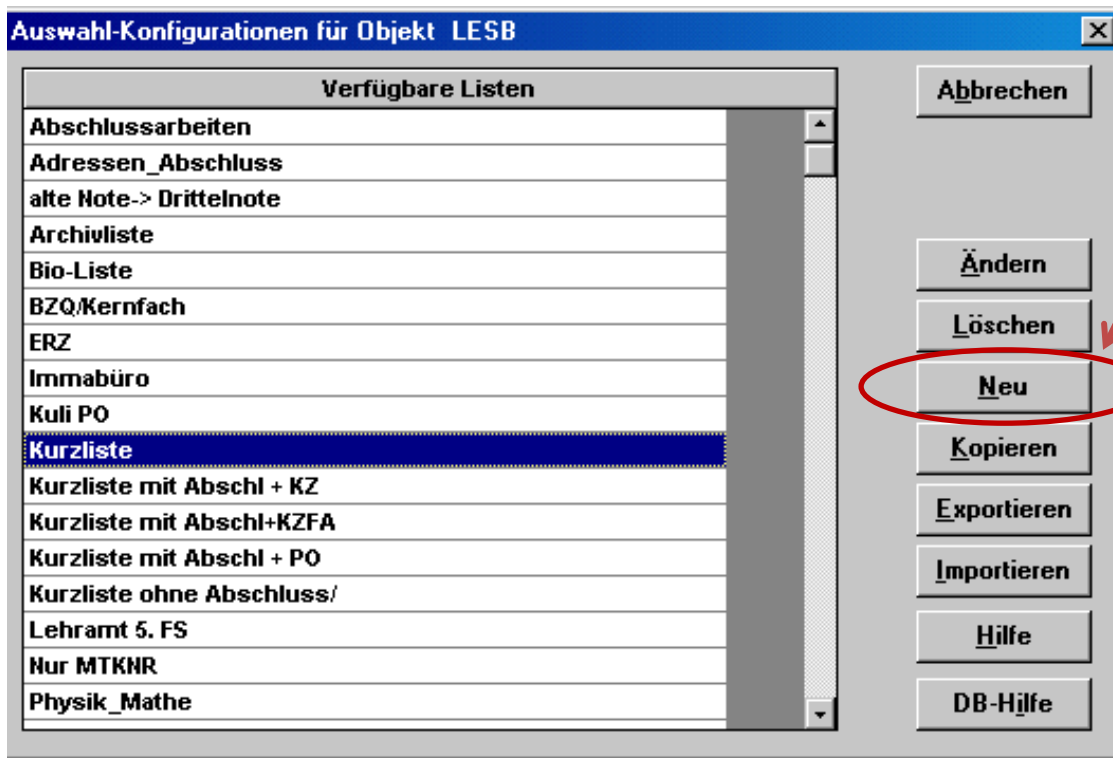 Auswahl-Konfigurationen für Objekt LESB
Verfügbare Listen
Abschlussarbeiten
Adressen_Abschluss
alte Note-> Drittelnote
Archivliste
Bio-Liste
BZQ/Kernfach
ERZ
Immabüro
Kuli PO
Kurzliste
Kurzliste mit Abschl + KZ
Kurzliste mit Abschl+KZFA
Kurzliste mit Abschl + PO
Kurzliste ohne Abschluss/
Lehramt 5. FS
Nur MTKNR
Physik_Mathe
Abbrechen
Ändern
Löschen
Neu
Kopieren
Exportieren
Importieren
Hilfe
DB-Hilfe